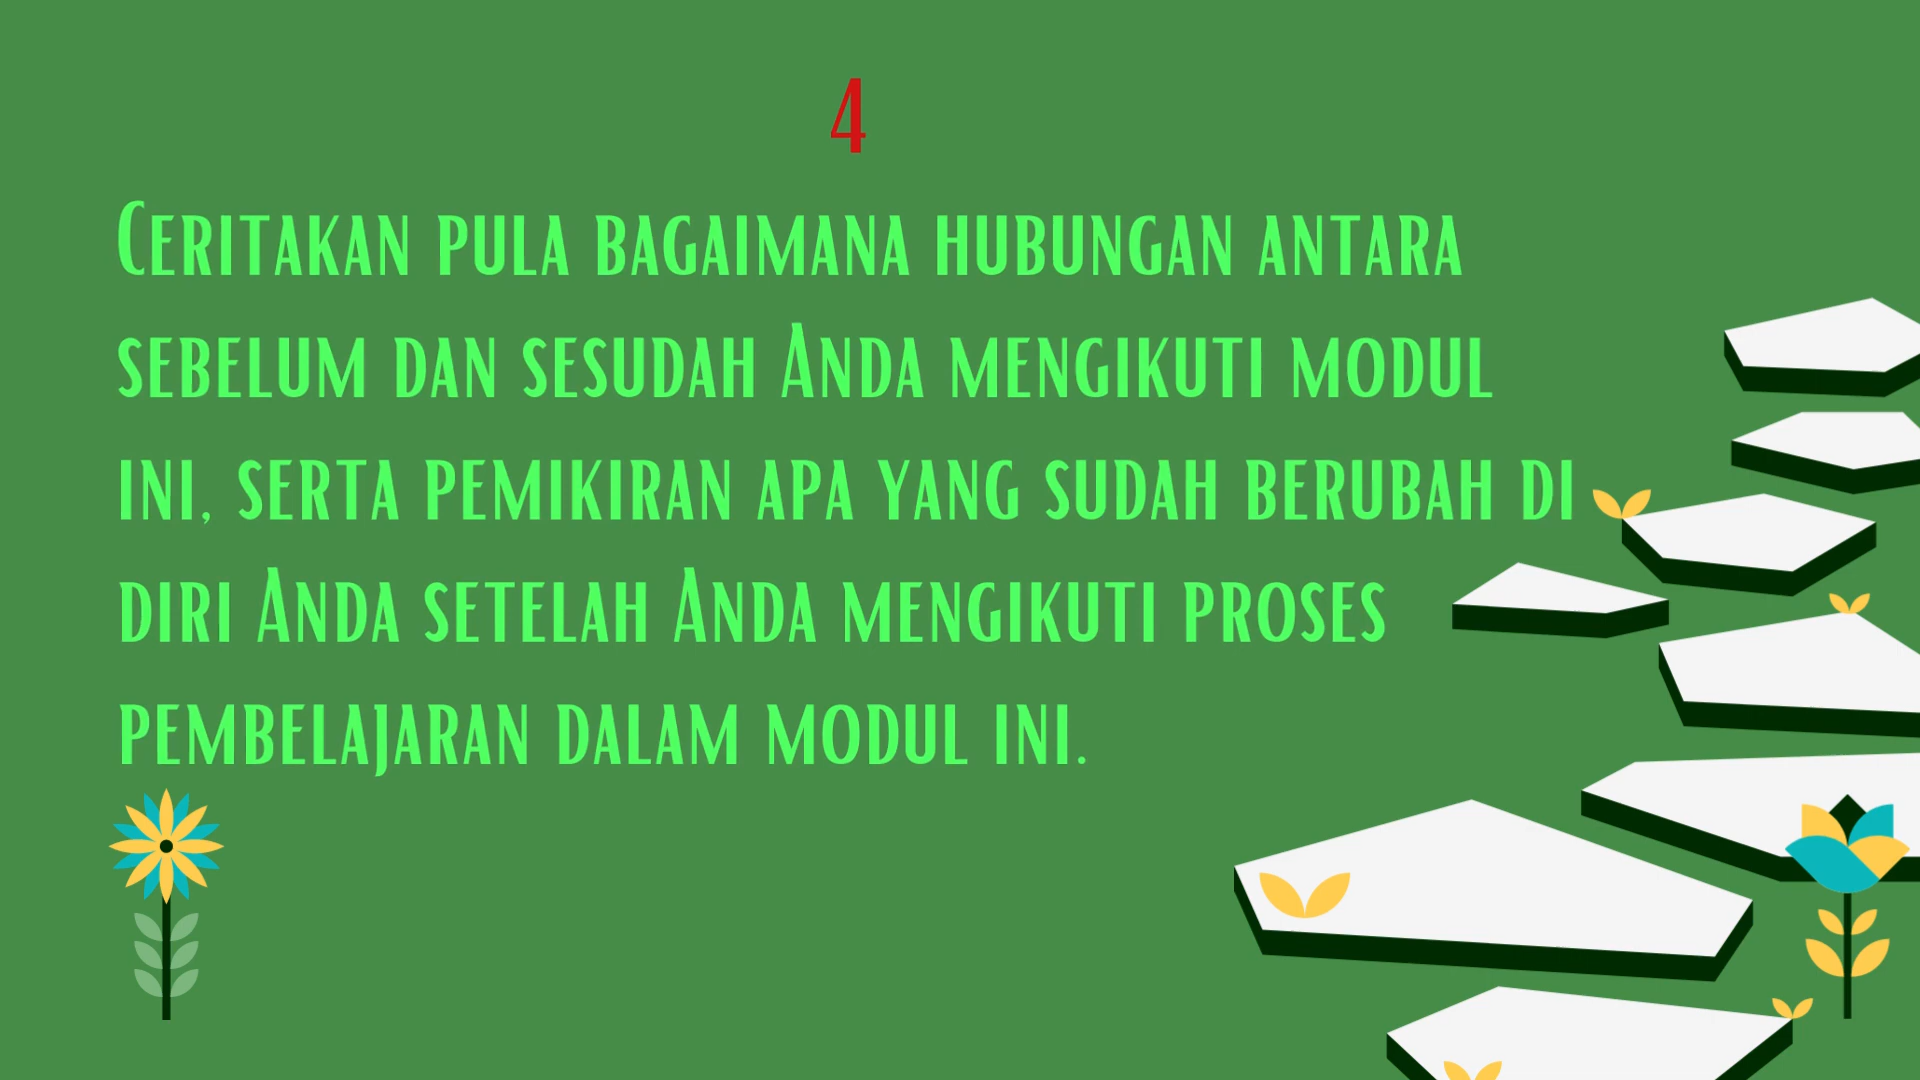 4
Ceritakan pula bagaimana hubungan antara
sebelum dan sesudah Anda mengikuti modul
ini, serta pemikiran apa yang sudah berubah di
diri Anda setelah Anda mengikuti proses
pembelajaran dalam modul ini.